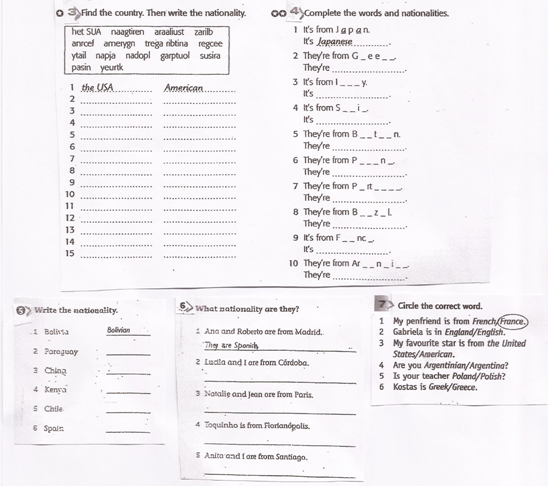 3 Find the country. Then write the nationality.
het SUA naagtiren araaliust zarilb
anrcef amerygn trega ribtina regcee
ytail napja nadopl garptuol susira
pasin yeurtk
1 the USA American
2
3
4
5
6
7
8
9
10
11
12
13
14
15
4 Complete the words and nationalities.
1 It's from J a p a n.
It's Japanese.
2 They're from G _ e e _ _.
They're
3 It's from I _ _ _ y.
It's
4 It's from S _ _ i _.
It's
5 They're from B _ _ t _ _ n.
They're
6 They're from P _ _ _ n _.
They're
7 They're from P _ rt _ _ _ _.
They're
8 They're from B _ _ z _ l.
They're
9 It's from F _ _ nc _.
It's
10 They're from Ar _ _ n _ i _ _.
They're
5 Write the nationality.
1 Bolivia Bolivian
2 Paraguay
3 China
4 Kenya
5 Chile
6 Spain
6 What nationality are they?
1 Ana and Roberto are from Madrid.
They are Spanish
2 Lucila and I are from Córdoba.
3 Natalie and Jean are from Paris.
4 Toquinho is from Florianópolis.
5 Anita and I are from Santiago.
7 Circle the correct word.
1 My penfriend is from French/France.
2 Gabriela is in England/English.
3 My favourite star is from the United
States/American.
4 Are you Argentinian/Argentina?
5 Is your teacher Poland/Polish?
6 Kostas is Greek/Greece.